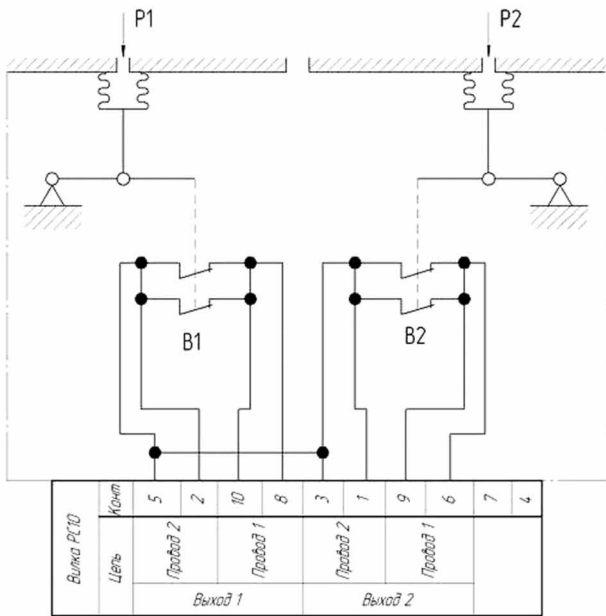 P1
P2
B1
B2
Вилка РС10
Конт
5
2
10
8
3
1
9
6
7
4
Цепь
Провод 2
Провод 1
Провод 2
Провод 1
Выход 1
Выход 2